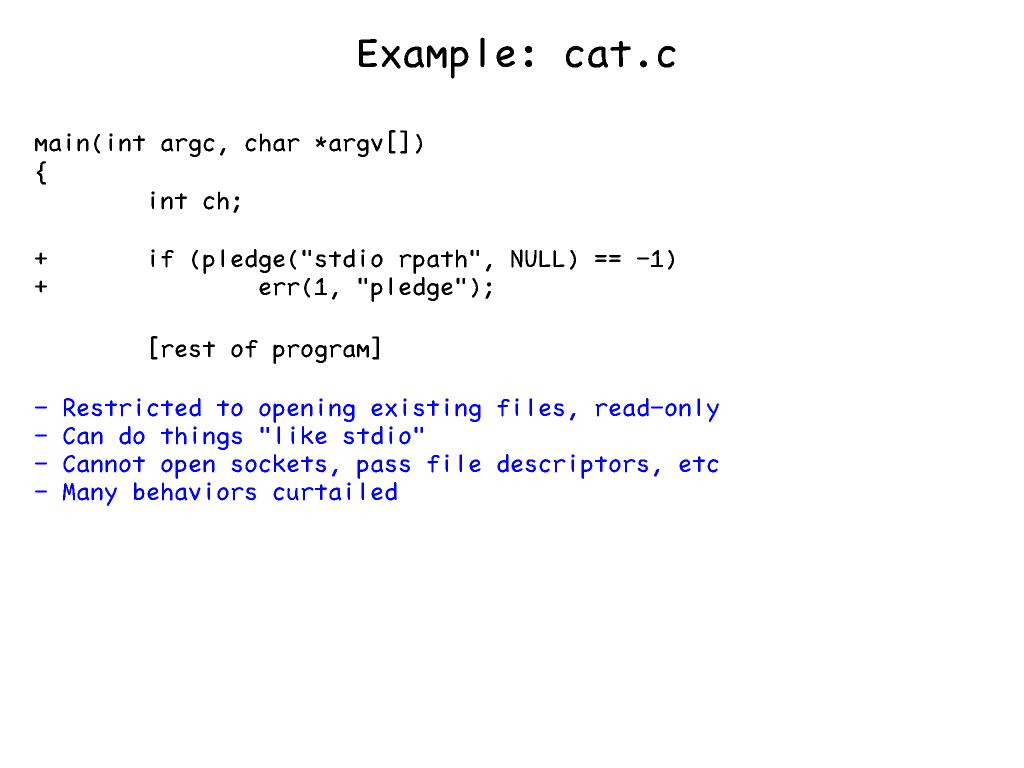 Example: cat.c
main(int argc, char *argv[])
{
        int ch;
+       if (pledge("stdio rpath", NULL) == -1)
+               err(1, "pledge");
        [rest of program]
- Restricted to opening existing files, read-only
- Can do things "like stdio"
- Cannot open sockets, pass file descriptors, etc
- Many behaviors curtailed